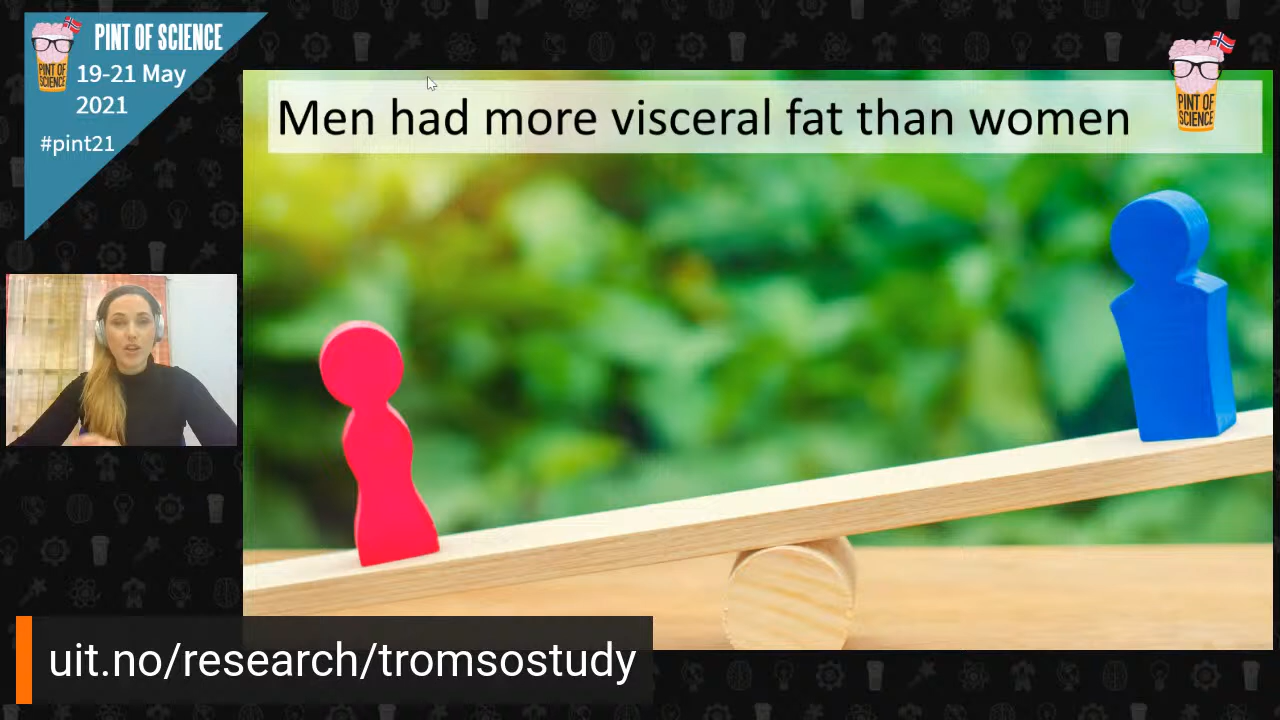 PINT OF SCIENCE
19-21 May
2021
#pint21
PINT OF
SCIENCE
Men had more visceral fat than women
PINT OF
SCIENCE
uit.no/research/tromsostudy